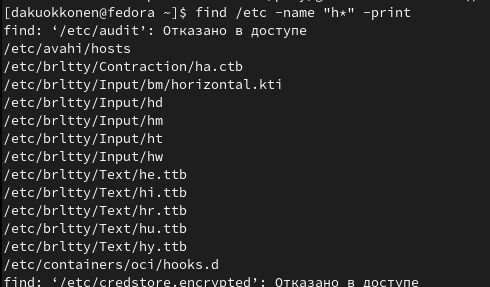 [dakuokkonen@fedora ~]$ find /etc -name "h*" -print
find: ‘/etc/audit’: Отказано в доступе
/etc/avahi/hosts
/etc/brltty/Contraction/ha.ctb
/etc/brltty/Input/bm/horizontal.kti
/etc/brltty/Input/hd
/etc/brltty/Input/hm
/etc/brltty/Input/ht
/etc/brltty/Input/hw
/etc/brltty/Text/he.ttb
/etc/brltty/Text/hi.ttb
/etc/brltty/Text/hr.ttb
/etc/brltty/Text/hu.ttb
/etc/brltty/Text/hy.ttb
/etc/containers/oci/hooks.d
find: ‘/etc/credstore.encrypted’: Отказано в доступе